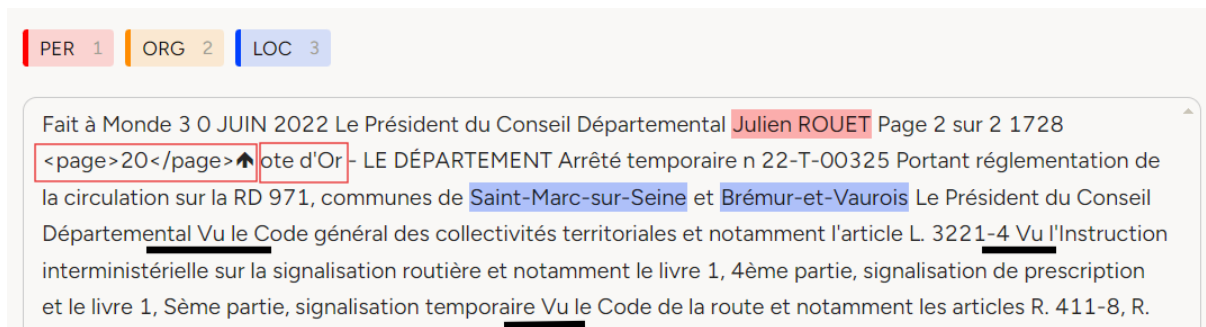 PER 1 ORG 2 LOC 3
Fait à Monde 3 0 JUIN 2022 Le Président du Conseil Départemental Julien ROUET Page 2 sur 2 1728
<page>20</page>🡹 ote d'Or - LE DÉPARTEMENT Arrêté temporaire n 22-T-00325 Portant réglementation de
la circulation sur la RD 971, communes de Saint-Marc-sur-Seine et Brémur-et-Vaurois Le Président du Conseil
Départemental Vu le Code général des collectivités territoriales et notamment l'article L. 3221-4 Vu l'Instruction
interministérielle sur la signalisation routière et notamment le livre 1, 4ème partie, signalisation de prescription
et le livre 1, Sème partie, signalisation temporaire Vu le Code de la route et notamment les articles R. 411-8, R.